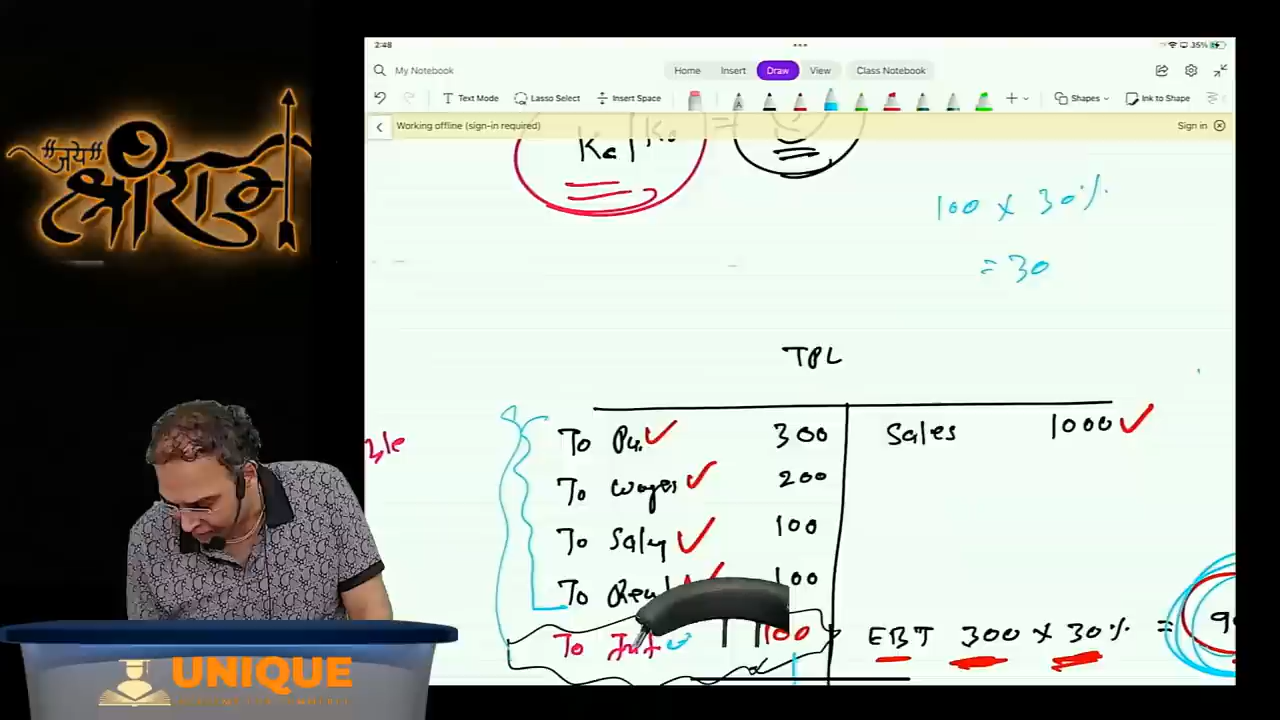 2:48
35%
My Notebook
Home Insert Draw View Class Notebook
Text Mode Lasso Select Insert Space Shapes Ink to Shape
Working offline (sign-in required) Sign in
"जय"
श्री राम
Ke
100 x 30%
= 30
TPL
To Pu. 300 Sales 1000
To Wages 200
To Saly 100
ble
To 100
To Int 100 EBT 300 x 30% =
UNIQUE